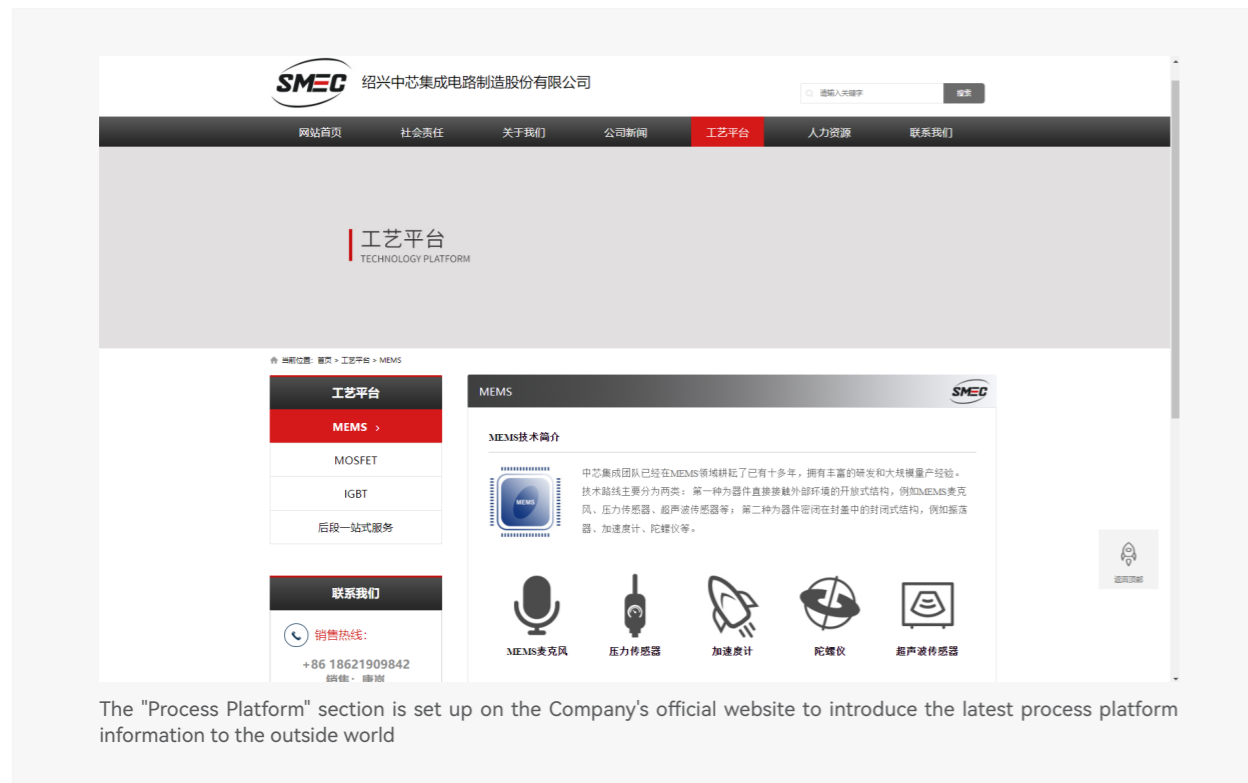 SMEC 绍兴中芯集成电路制造股份有限公司
请输入关键字 搜索
网站首页 社会责任 关于我们 公司新闻 工艺平台 人力资源 联系我们
工艺平台
TECHNOLOGY PLATFORM
当前位置：首页 > 工艺平台 > MEMS
工艺平台
MEMS >
MOSFET
IGBT
后段一站式服务
联系我们
销售热线：
+86 18621909842
MEMS SMEC
MEMS技术简介
MEMS
中芯集成团队已经在MEMS领域耕耘了已有十多年，拥有丰富的研发和大规模量产经验。
技术路线主要分为两类：第一种为器件直接接触外部环境的开放式结构，例如MEMS麦克
风、压力传感器、超声波传感器等；第二种为器件密闭在封盖中的封闭式结构，例如振荡
器、加速度计、陀螺仪等。
MEMS麦克风 压力传感器 加速度计 陀螺仪 超声波传感器
返回顶部
The "Process Platform" section is set up on the Company's official website to introduce the latest process platform
information to the outside world